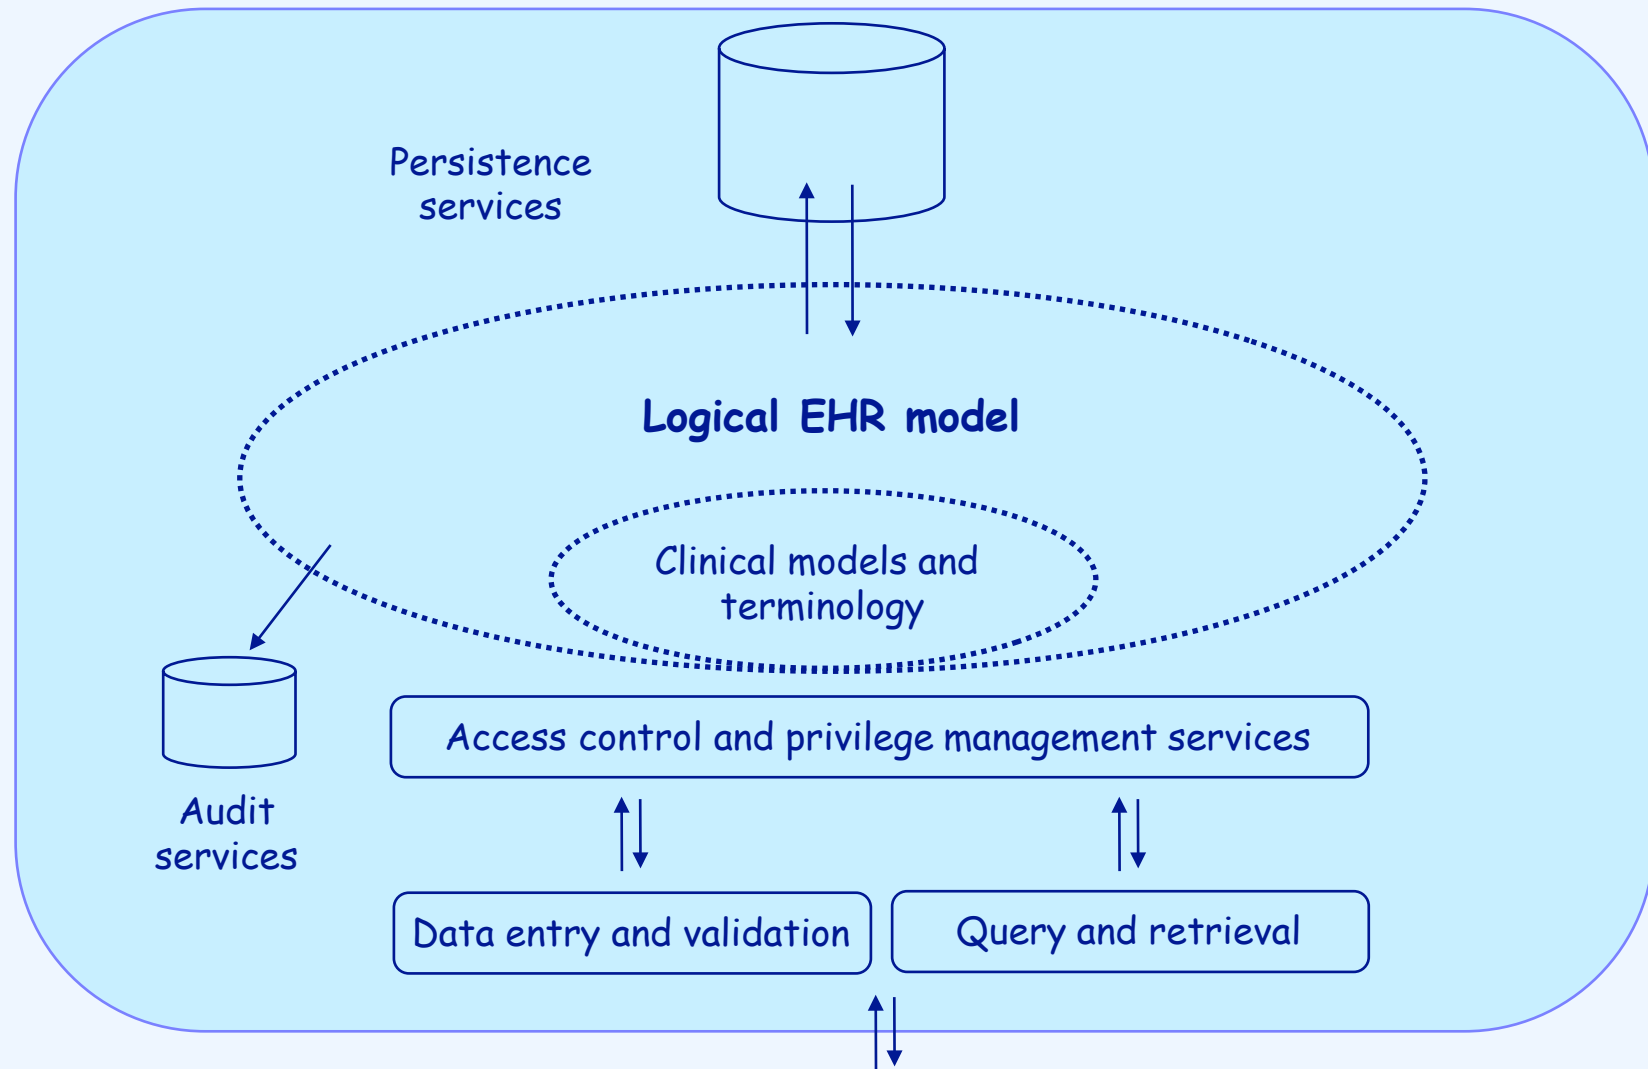 Persistence
services
Logical EHR model
Clinical models and
terminology
Access control and privilege management services
Audit
services
Data entry and validation
Query and retrieval